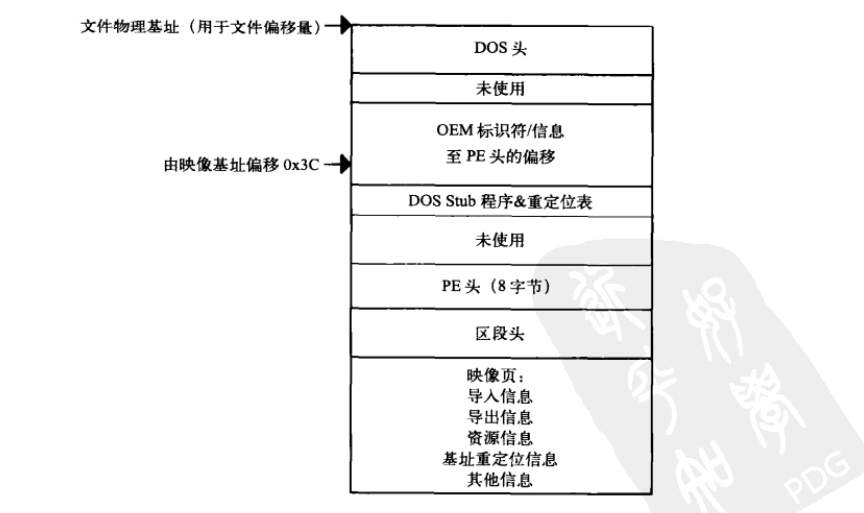 文件物理基址（用于文件偏移量）
DOS 头
未使用
OEM 标识符/信息
至 PE 头的偏移
由映像基址偏移 0x3C
DOS Stub 程序&重定位表
未使用
PE 头（8 字节）
区段头
映像页：
导入信息
导出信息
资源信息
基址重定位信息
其他信息
PDG